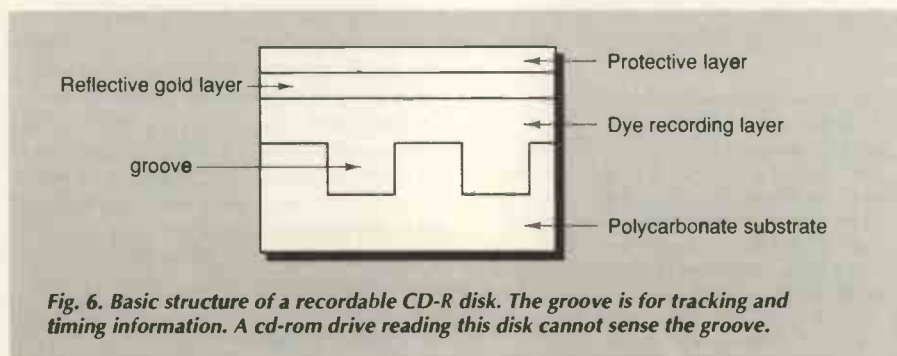 Protective layer
Reflective gold layer
Dye recording layer
groove
Polycarbonate substrate
Fig. 6. Basic structure of a recordable CD-R disk. The groove is for tracking and
timing information. A cd-rom drive reading this disk cannot sense the groove.